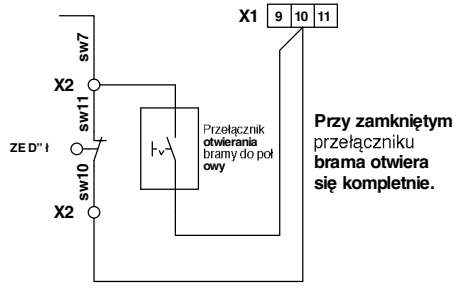 X1 9 10 11
sw7
X2
sw11
ZE D" ł
sw10
X2
Przełącznik
otwierania
bramy do poł
owy
Przy zamkniętym
przełączniku
brama otwiera
się kompletnie.